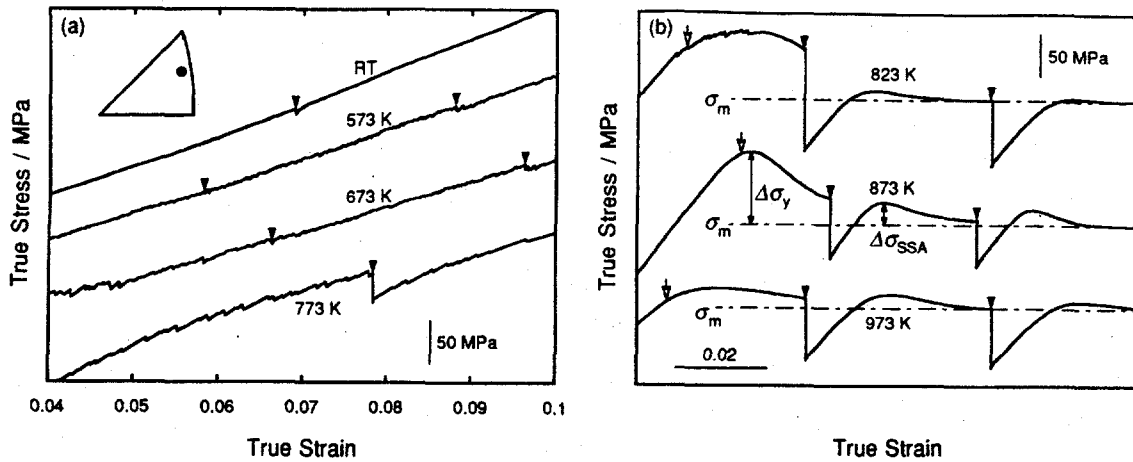 (a)
RT
573 K
673 K
773 K
50 MPa
True Stress / MPa
0.04 0.05 0.06 0.07 0.08 0.09 0.1
True Strain
(b)
50 MPa
823 K
σm
873 K
Δσy
σm
ΔσSSA
σm
973 K
0.02
True Stress / MPa
True Strain